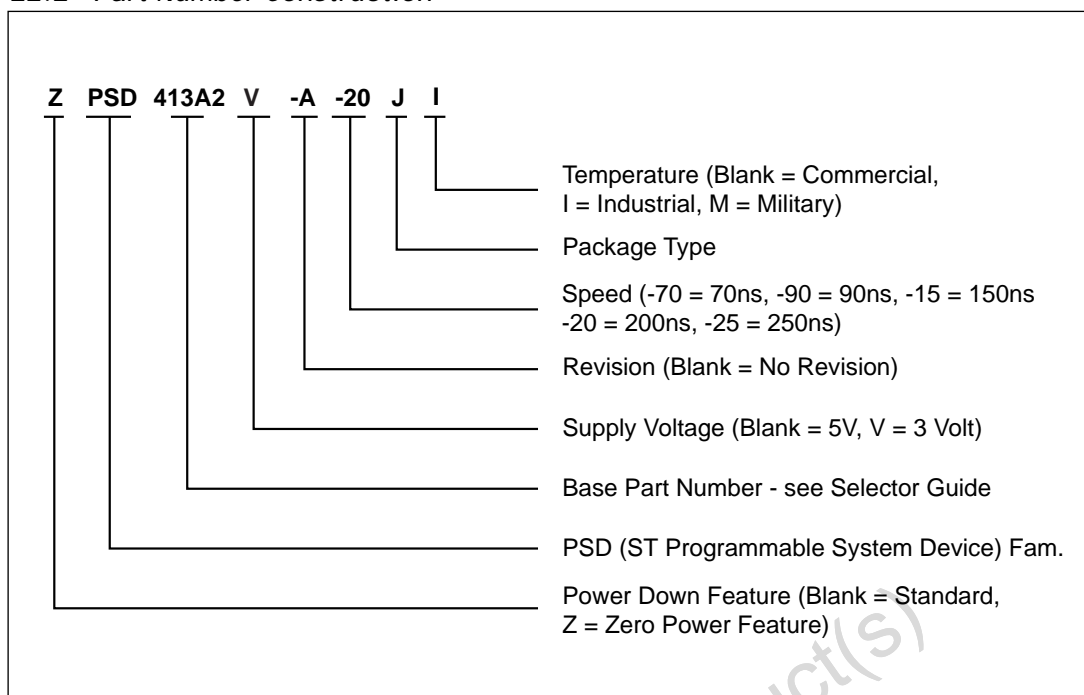 Z PSD 413A2 V -A -20 J I
Temperature (Blank = Commercial,
I = Industrial, M = Military)
Package Type
Speed (-70 = 70ns, -90 = 90ns, -15 = 150ns
-20 = 200ns, -25 = 250ns)
Revision (Blank = No Revision)
Supply Voltage (Blank = 5V, V = 3 Volt)
Base Part Number - see Selector Guide
PSD (ST Programmable System Device) Fam.
Power Down Feature (Blank = Standard,
Z = Zero Power Feature)